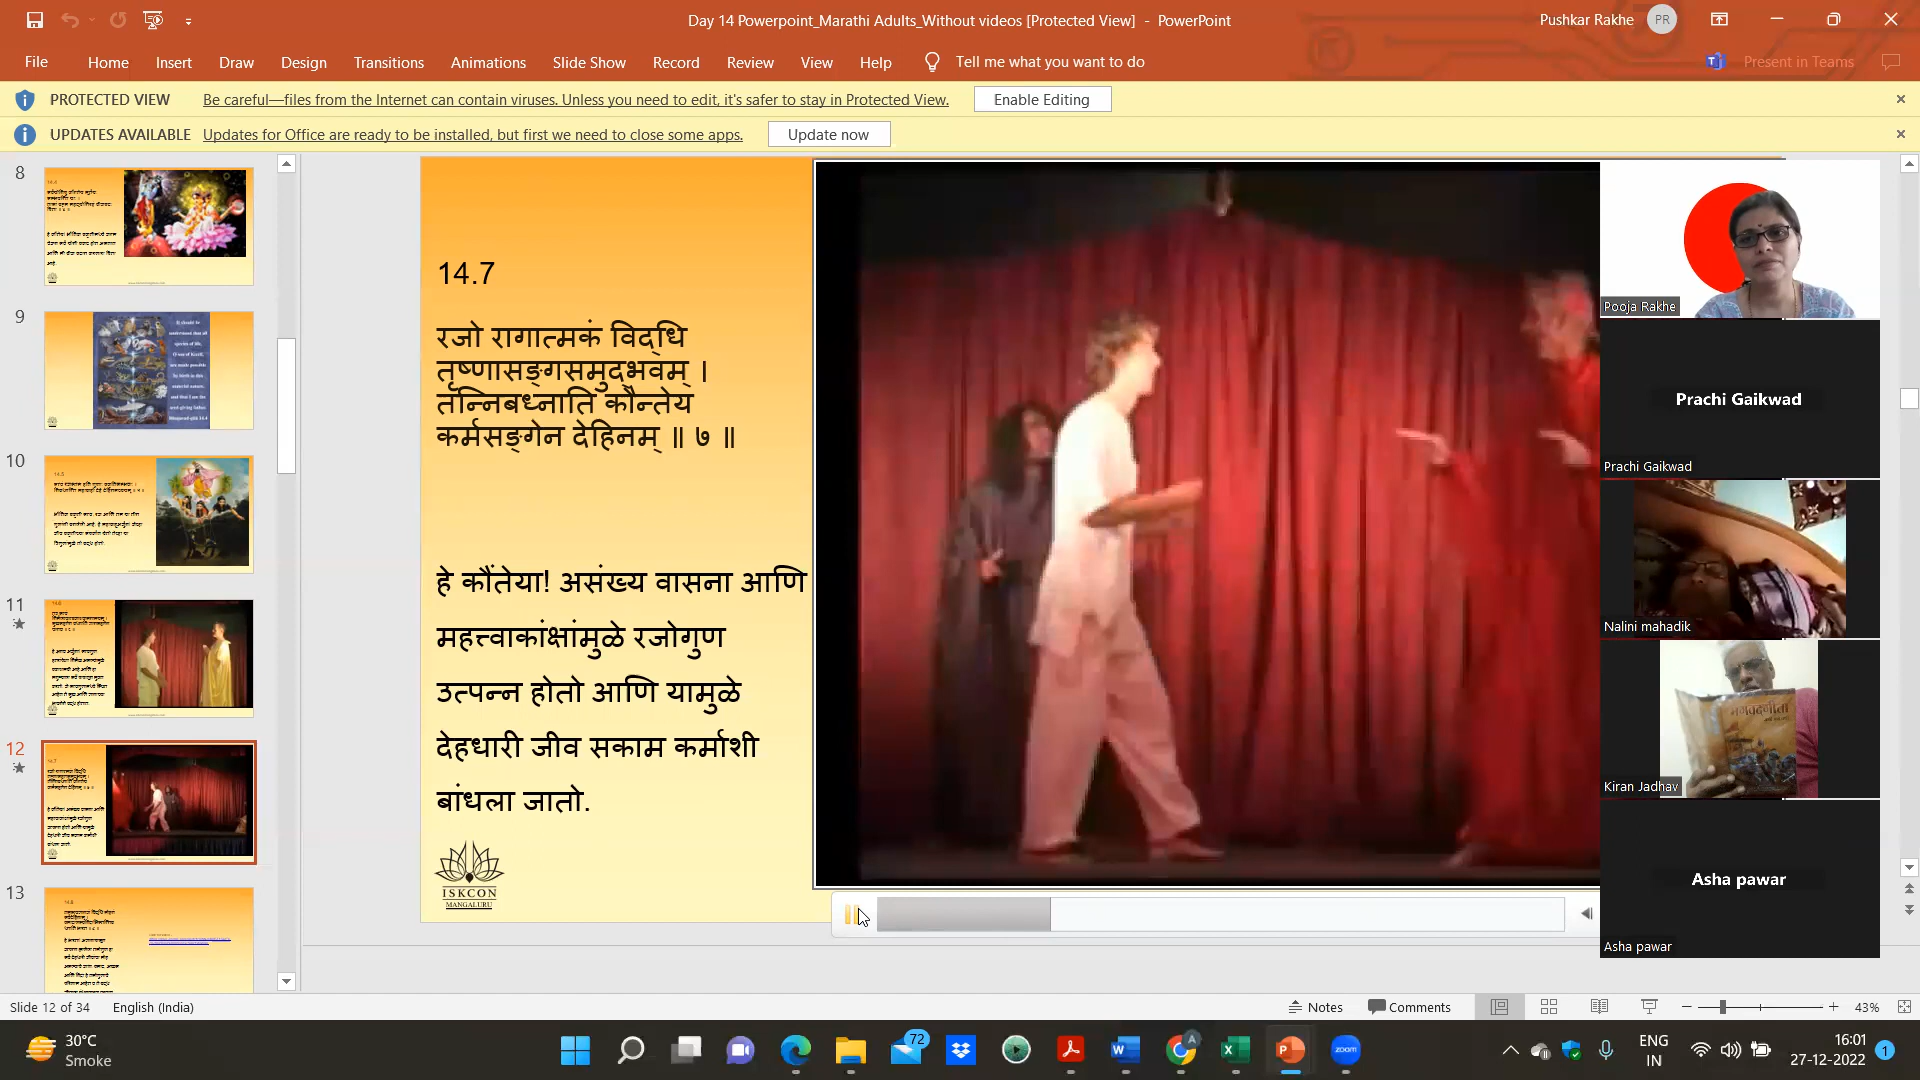 Day 14 Powerpoint_Marathi Adults_Without videos [Protected View] - PowerPoint
Pushkar Rakhe
PR
File
Home
Insert
Draw
Design
Transitions
Animations
Slide Show
Record
Review
View
Help
Tell me what you want to do
Present in Teams
PROTECTED VIEW
Be careful—files from the Internet can contain viruses. Unless you need to edit, it's safer to stay in Protected View.
Enable Editing
UPDATES AVAILABLE
Updates for Office are ready to be installed, but first we need to close some apps.
Update now
8
9
10
11
12
13
14.7
रजो रागात्मकं विद्धि
तृष्णासङ्गसमुद्भवम् ।
तन्निबध्नाति कौन्तेय
कर्मसङ्गेन देहिनम् ॥ ७ ॥
हे कौंतेया! असंख्य वासना आणि
महत्त्वाकांक्षांमुळे रजोगुण
उत्पन्न होतो आणि यामुळे
देहधारी जीव सकाम कर्माशी
बांधला जातो.
ISKCON
MANGALURU
Pooja Rakhe
Prachi Gaikwad
Prachi Gaikwad
Nalini mahadik
भगवद्गीता
Kiran Jadhav
Asha pawar
Asha pawar
Slide 12 of 34
English (India)
Notes
Comments
43%
30°C
Smoke
72
zoom
ENG
IN
16:01
27-12-2022
1